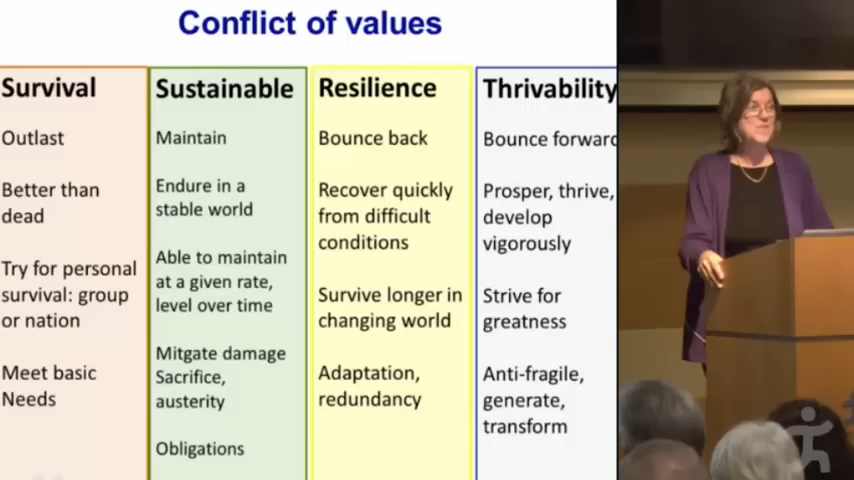 Conflict of values
Survival
Outlast
Better than
dead
Try for personal
survival: group
or nation
Meet basic
Needs
Sustainable
Maintain
Endure in a
stable world
Able to maintain
at a given rate,
level over time
Mitgate damage
Sacrifice,
austerity
Obligations
Resilience
Bounce back
Recover quickly
from difficult
conditions
Survive longer in
changing world
Adaptation,
redundancy
Thrivability
Bounce forward
Prosper, thrive,
develop
vigorously
Strive for
greatness
Anti-fragile,
generate,
transform